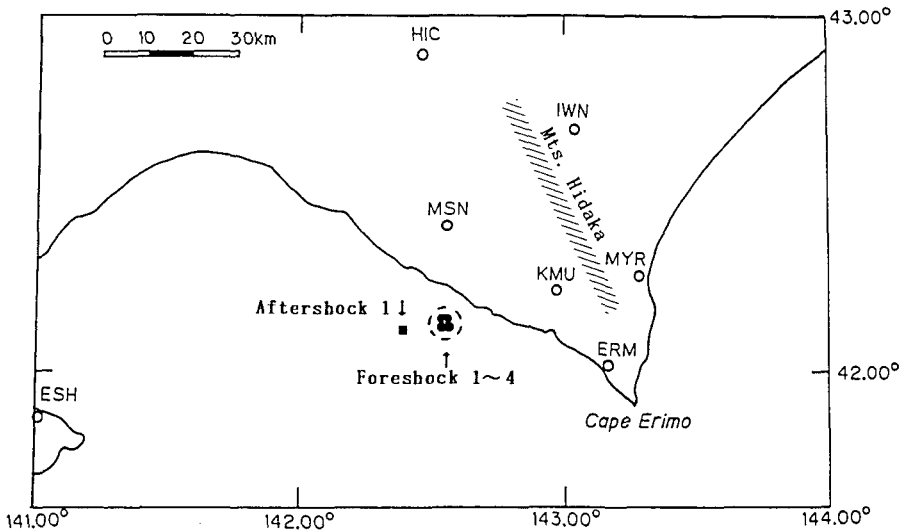 43.00°
0 10 20 30km
HIC
IWN
Mts. Hidaka
MSN
MYR
KMU
Aftershock 1↓
ERM
↑
Foreshock 1～4
42.00°
ESH
Cape Erimo
141.00°
142.00°
143.00°
144.00°